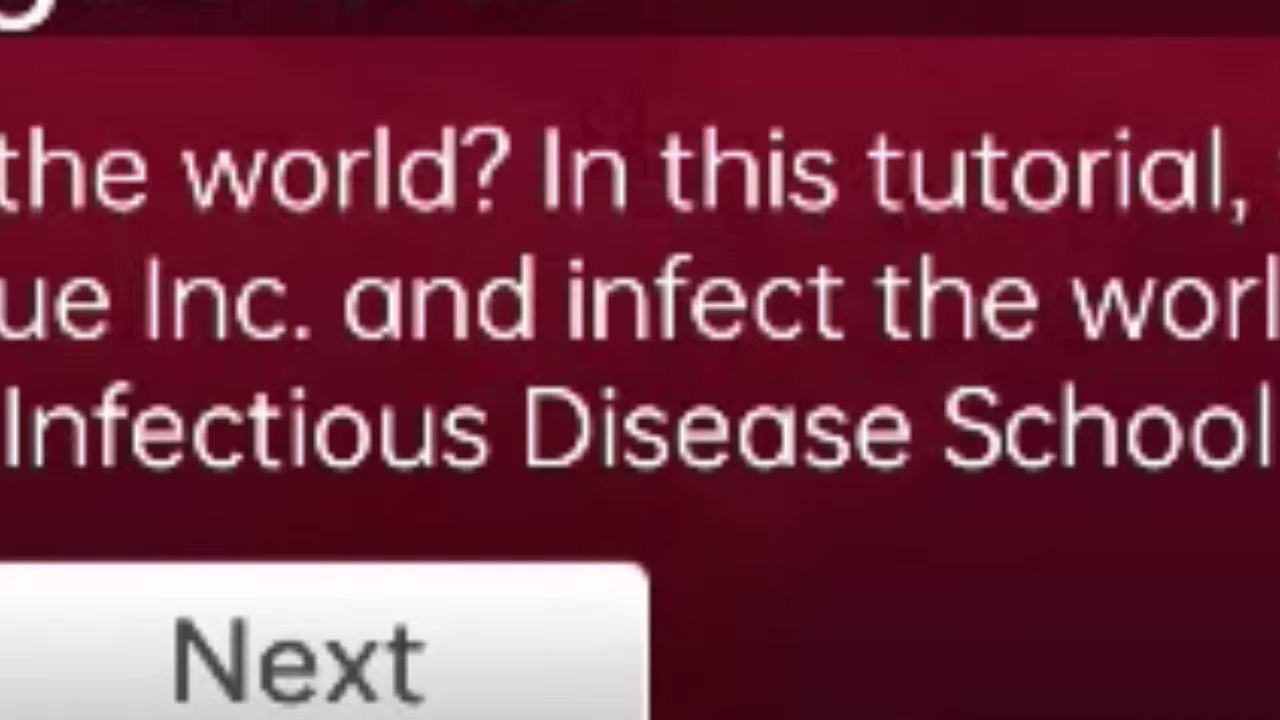 the world? In this tutorial,
ue Inc. and infect the worl
Infectious Disease School
Next